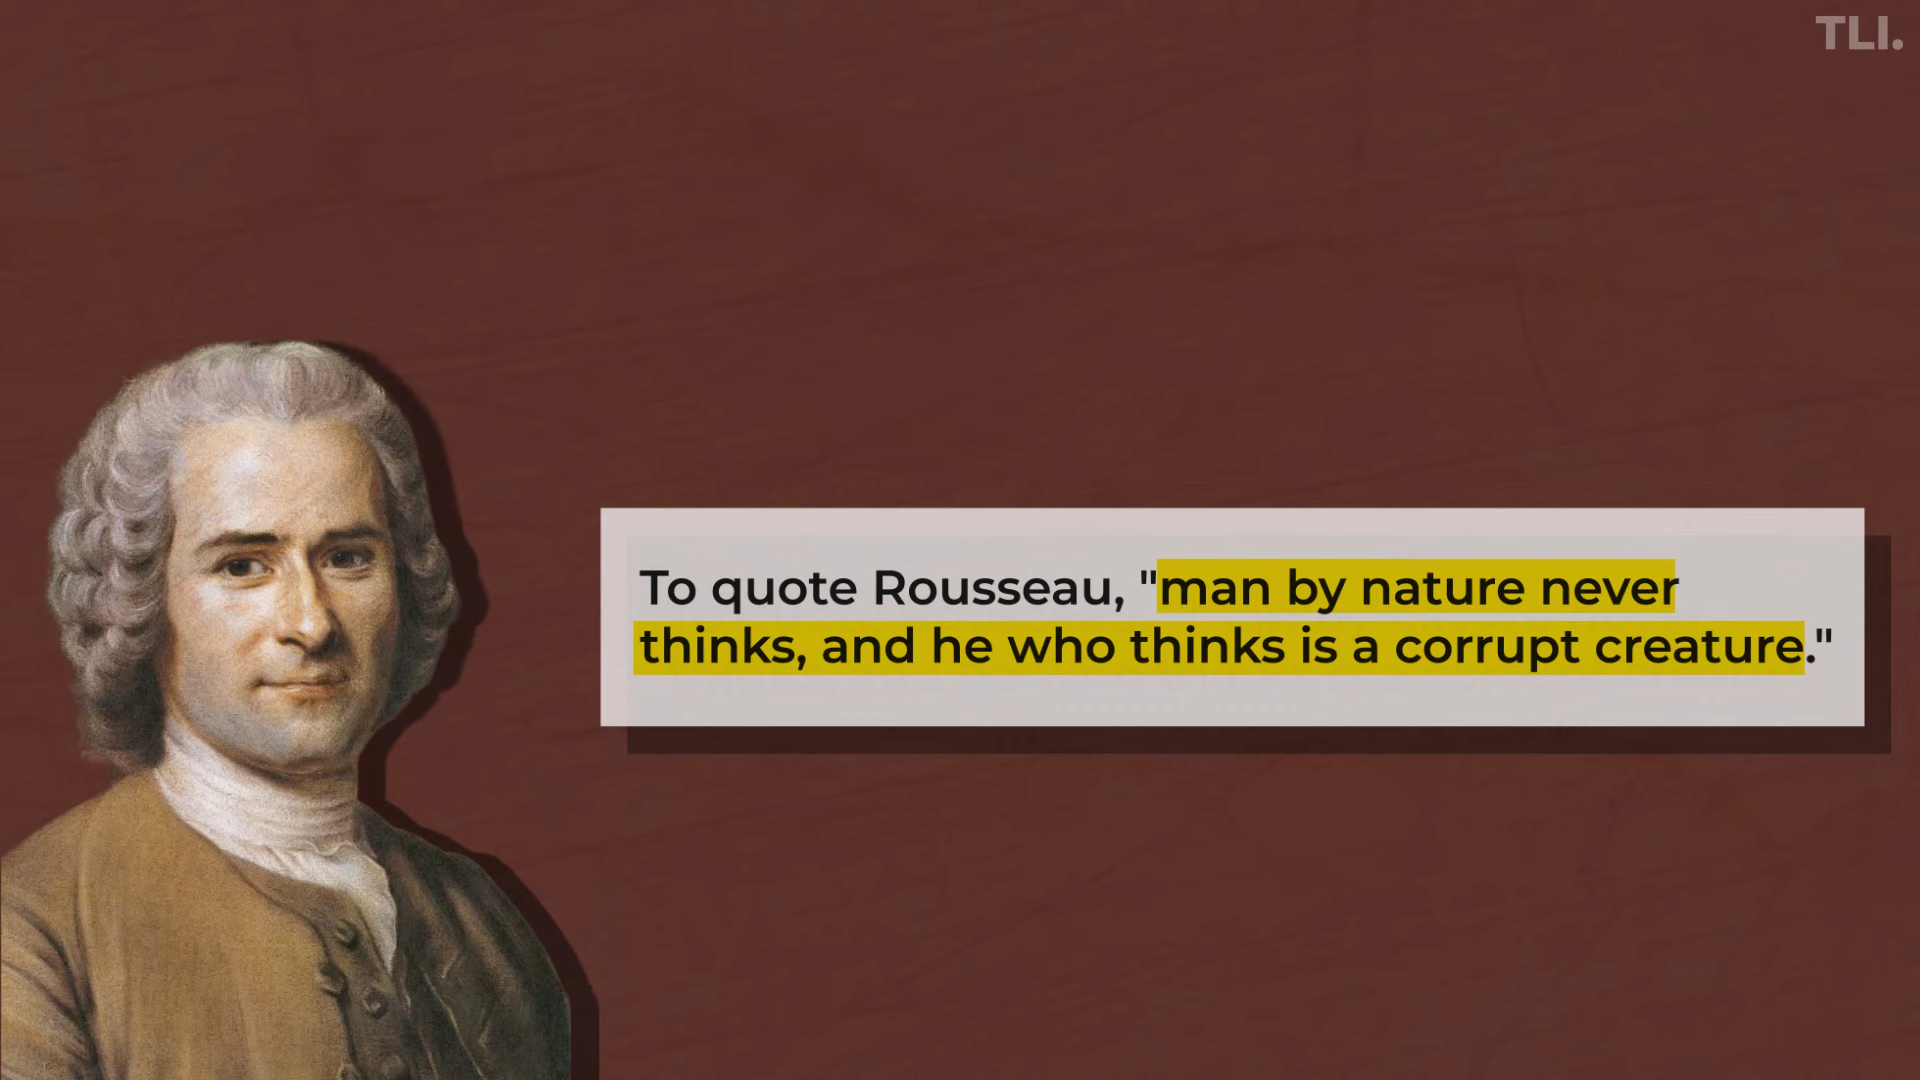 TLI.
To quote Rousseau, "man by nature never
thinks, and he who thinks is a corrupt creature."